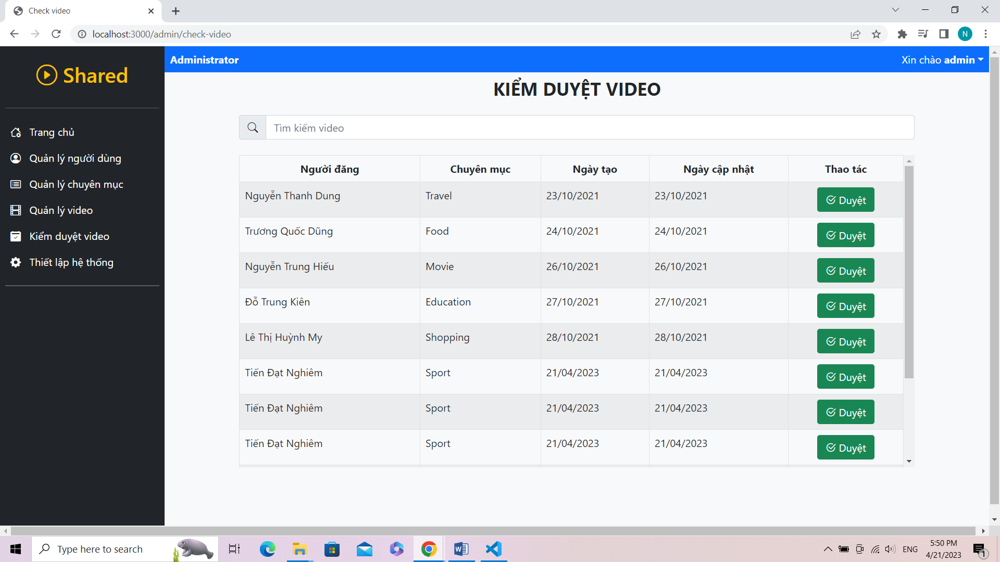 Check video
localhost:3000/admin/check-video
N
Shared
Administrator
Xin chào admin
Trang chủ
Quản lý người dùng
Quản lý chuyên mục
Quản lý video
Kiểm duyệt video
Thiết lập hệ thống
KIỂM DUYỆT VIDEO
Tìm kiếm video
Người đăng Chuyên mục Ngày tạo Ngày cập nhật Thao tác
Nguyễn Thanh Dung Travel 23/10/2021 23/10/2021 Duyệt
Trương Quốc Dũng Food 24/10/2021 24/10/2021 Duyệt
Nguyễn Trung Hiếu Movie 26/10/2021 26/10/2021 Duyệt
Đỗ Trung Kiên Education 27/10/2021 27/10/2021 Duyệt
Lê Thị Huỳnh My Shopping 28/10/2021 28/10/2021 Duyệt
Tiến Đạt Nghiêm Sport 21/04/2023 21/04/2023 Duyệt
Tiến Đạt Nghiêm Sport 21/04/2023 21/04/2023 Duyệt
Tiến Đạt Nghiêm Sport 21/04/2023 21/04/2023 Duyệt
Type here to search
ENG
5:50 PM
4/21/2023
1